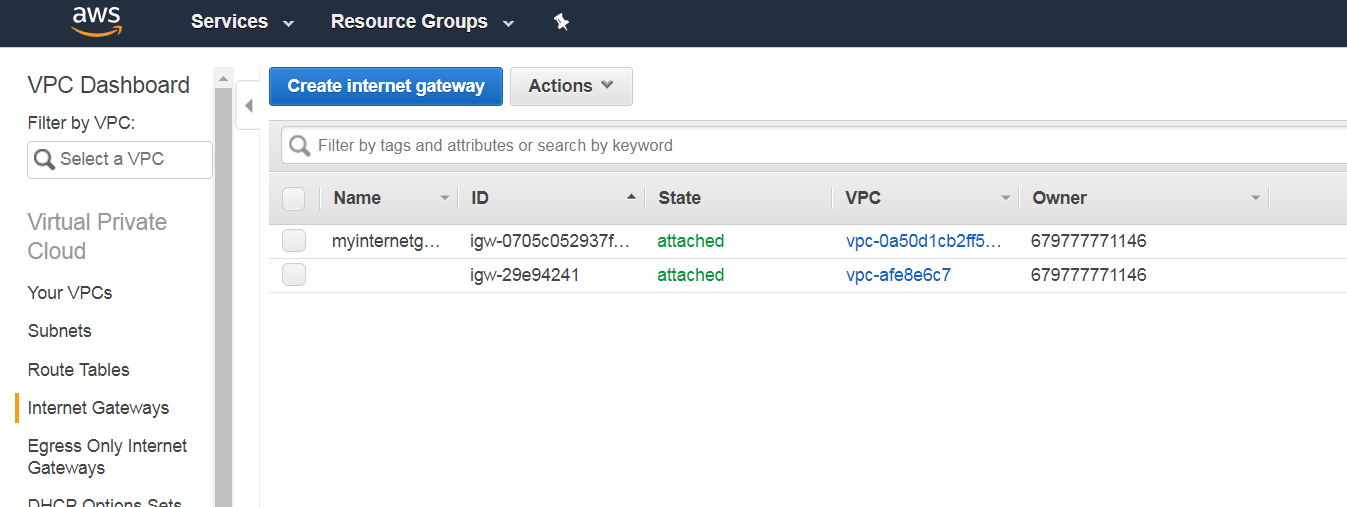 aws Services Resource Groups
VPC Dashboard
Filter by VPC:
Select a VPC
Virtual Private
Cloud
Your VPCs
Subnets
Route Tables
Internet Gateways
Egress Only Internet
Gateways
DHCP Options Sets
Create internet gateway Actions
Filter by tags and attributes or search by keyword
Name ID State VPC Owner
myinternetg... igw-0705c052937f... attached vpc-0a50d1cb2ff5... 679777771146
igw-29e94241 attached vpc-afe8e6c7 679777771146